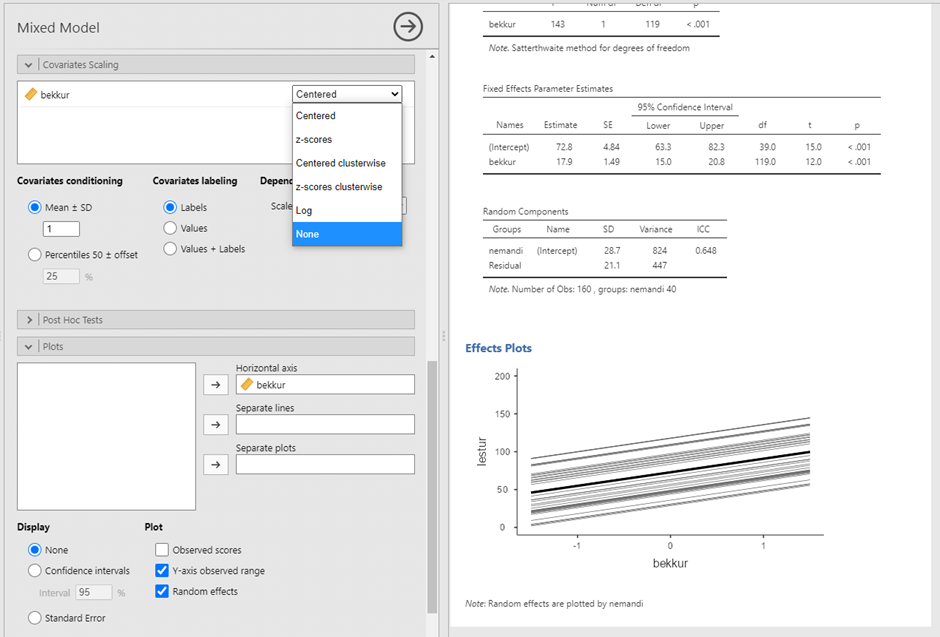 Mixed Model
Covariates Scaling
bekkur
Centered
Centered
z-scores
Centered clusterwise
z-scores clusterwise
Log
None
Covariates conditioning
Mean ± SD
1
Percentiles 50 ± offset
25 %
Covariates labeling
Labels
Values
Values + Labels
Depend
Scale
Post Hoc Tests
Plots
Horizontal axis
bekkur
Separate lines
Separate plots
Display
None
Confidence intervals
Interval 95 %
Standard Error
Plot
Observed scores
Y-axis observed range
Random effects
bekkur 143 1 119 < .001
Note. Satterthwaite method for degrees of freedom
Fixed Effects Parameter Estimates
95% Confidence Interval
Names Estimate SE Lower Upper df t p
(Intercept) 72.8 4.84 63.3 82.3 39.0 15.0 < .001
bekkur 17.9 1.49 15.0 20.8 119.0 12.0 < .001
Random Components
Groups Name SD Variance ICC
nemandi (Intercept) 28.7 824 0.648
Residual 21.1 447
Note. Number of Obs: 160 , groups: nemandi 40
Effects Plots
200
150
100
50
0
lestur
-1 0 1
bekkur
Note: Random effects are plotted by nemandi